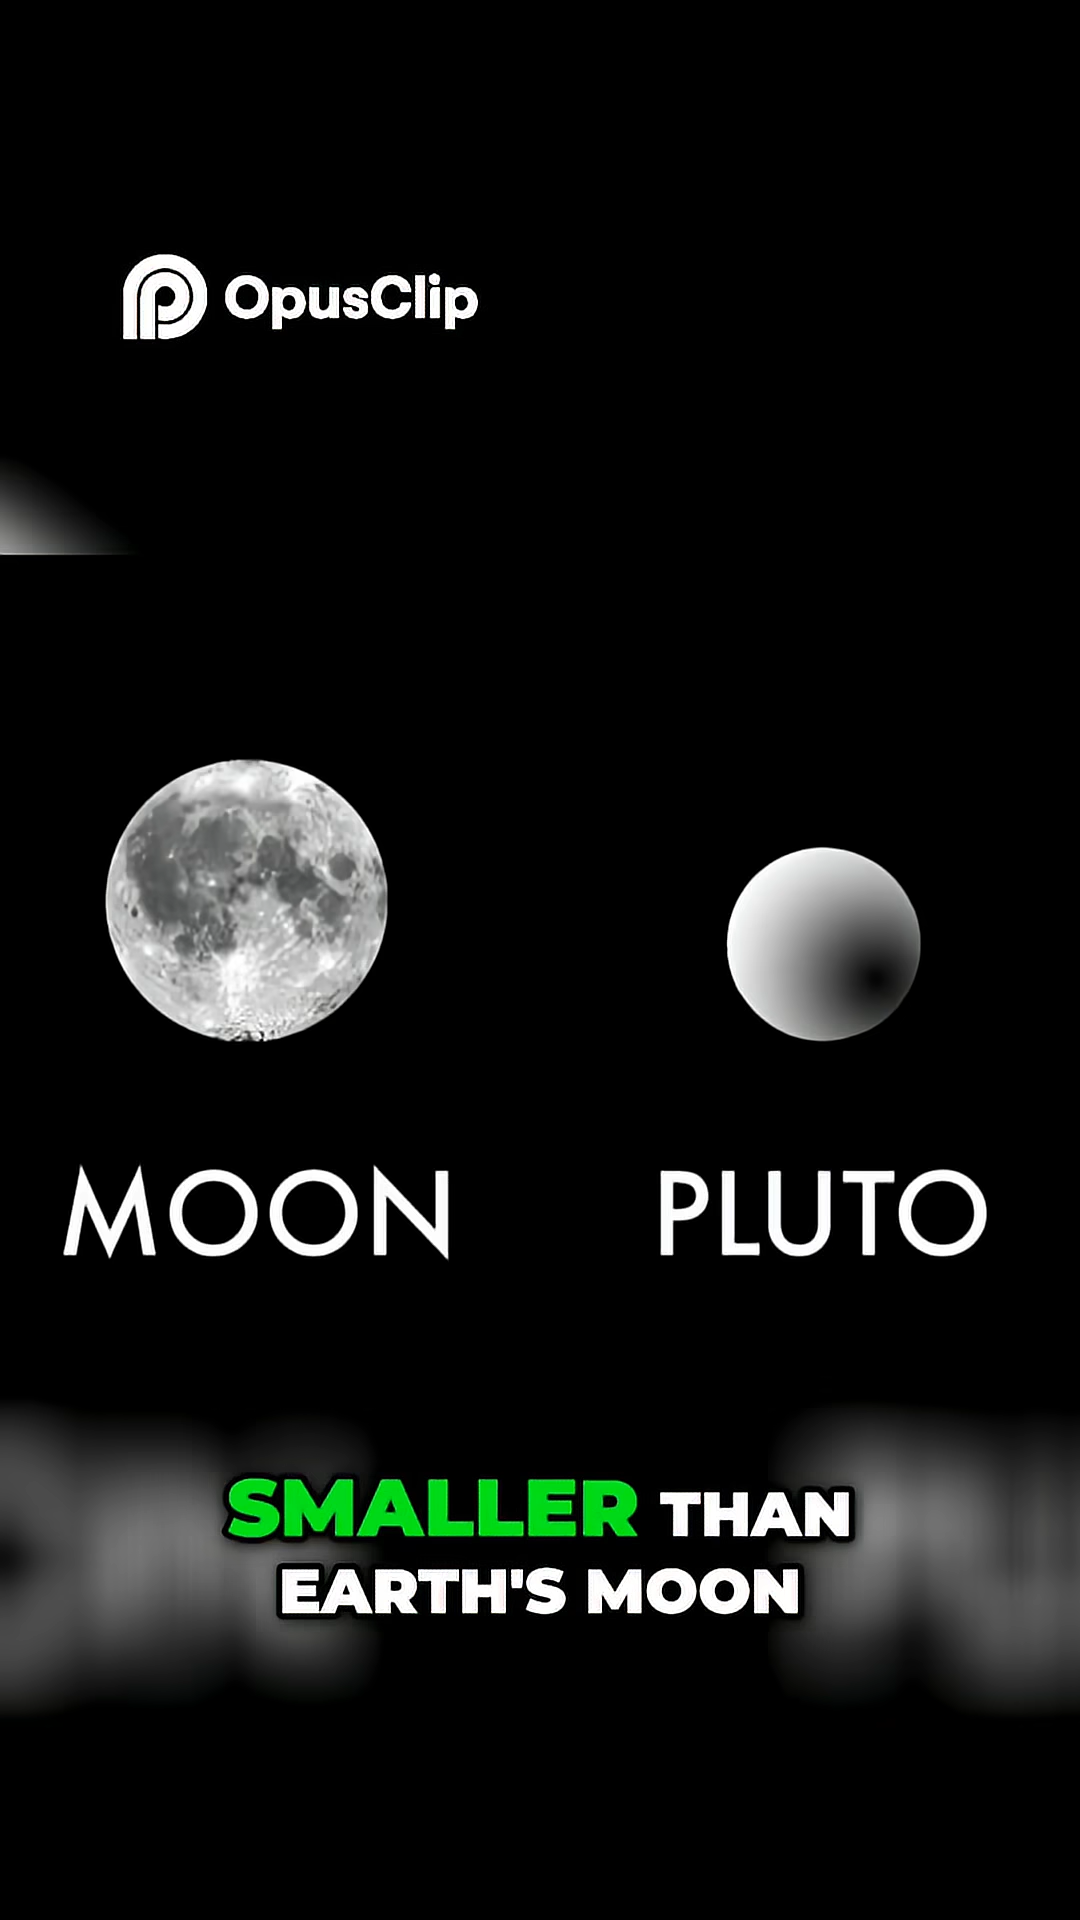 OpusClip
MOON
PLUTO
SMALLER THAN
EARTH'S MOON